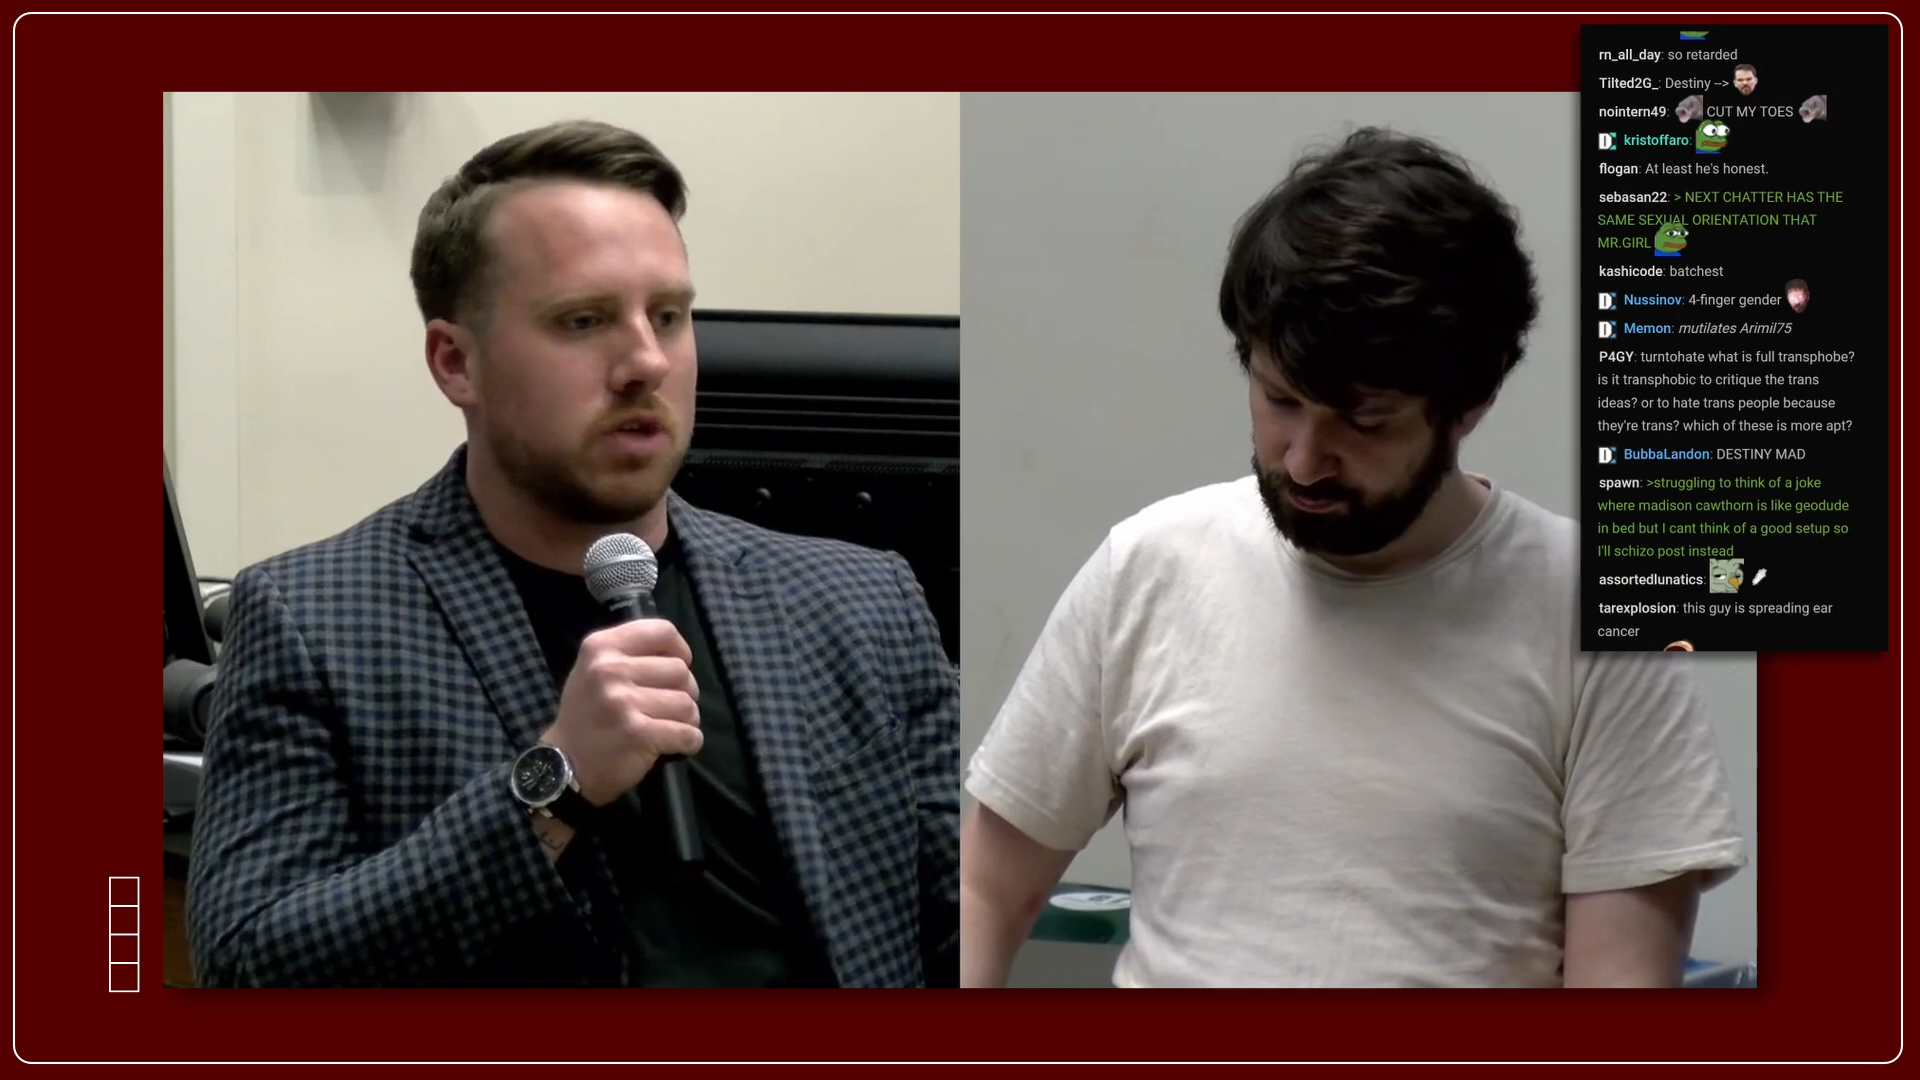 rn_all_day: so retarded
Tilted2G_: Destiny -->
nointern49: CUT MY TOES
kristoffaro:
flogan: At least he's honest.
sebasan22: > NEXT CHATTER HAS THE
SAME SEXUAL ORIENTATION THAT
MR.GIRL
kashicode: batchest
Nussinov: 4-finger gender
Memon: mutilates Arimil75
P4GY: turntohate what is full transphobe?
is it transphobic to critique the trans
ideas? or to hate trans people because
they're trans? which of these is more apt?
BubbaLandon: DESTINY MAD
spawn: >struggling to think of a joke
where madison cawthorn is like geodude
in bed but I cant think of a good setup so
I'll schizo post instead
assortedlunatics:
tarexplosion: this guy is spreading ear
cancer